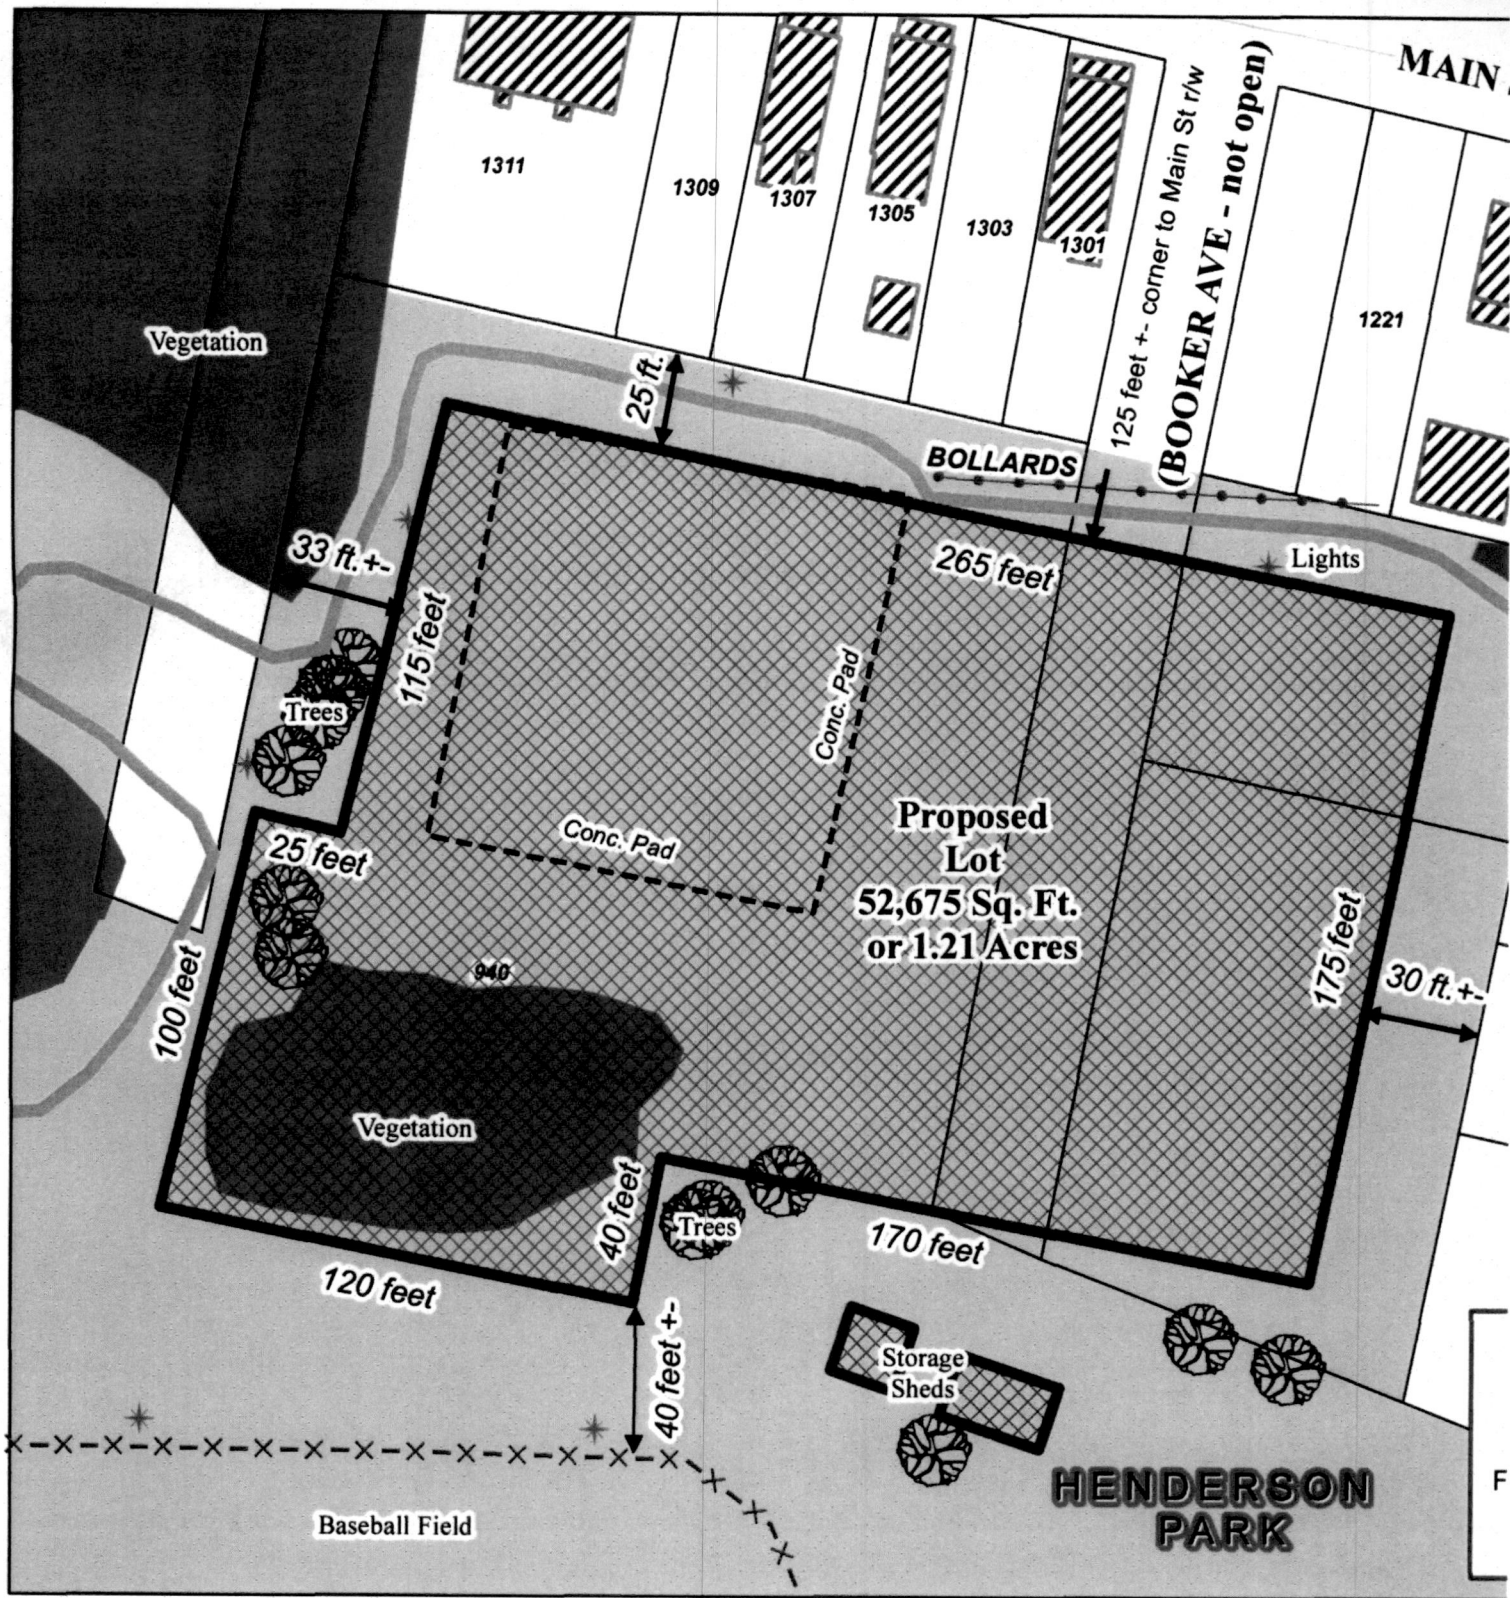 MAIN
1311
1309
1307
1305
1303
1301
125 feet +- corner to Main St r/w
(BOOKER AVE - not open)
1221
Vegetation
25 ft.
BOLLARDS
Lights
33 ft.+-
265 feet
115 feet
Conc. Pad
Trees
Conc. Pad
25 feet
Proposed
Lot
52,675 Sq. Ft.
or 1.21 Acres
175 feet
30 ft.+-
940
100 feet
Vegetation
40 feet
Trees
170 feet
120 feet
40 feet +-
Storage
Sheds
HENDERSON
PARK
F
Baseball Field